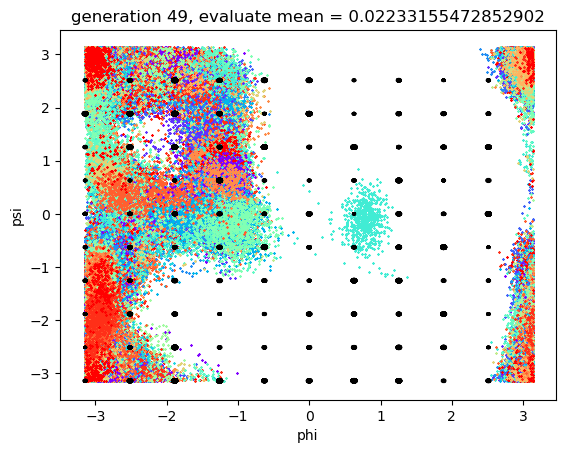 generation 49, evaluate mean = 0.02233155472852902
psi
3
2
1
0
−1
−2
−3
−3 −2 −1 0 1 2 3
phi